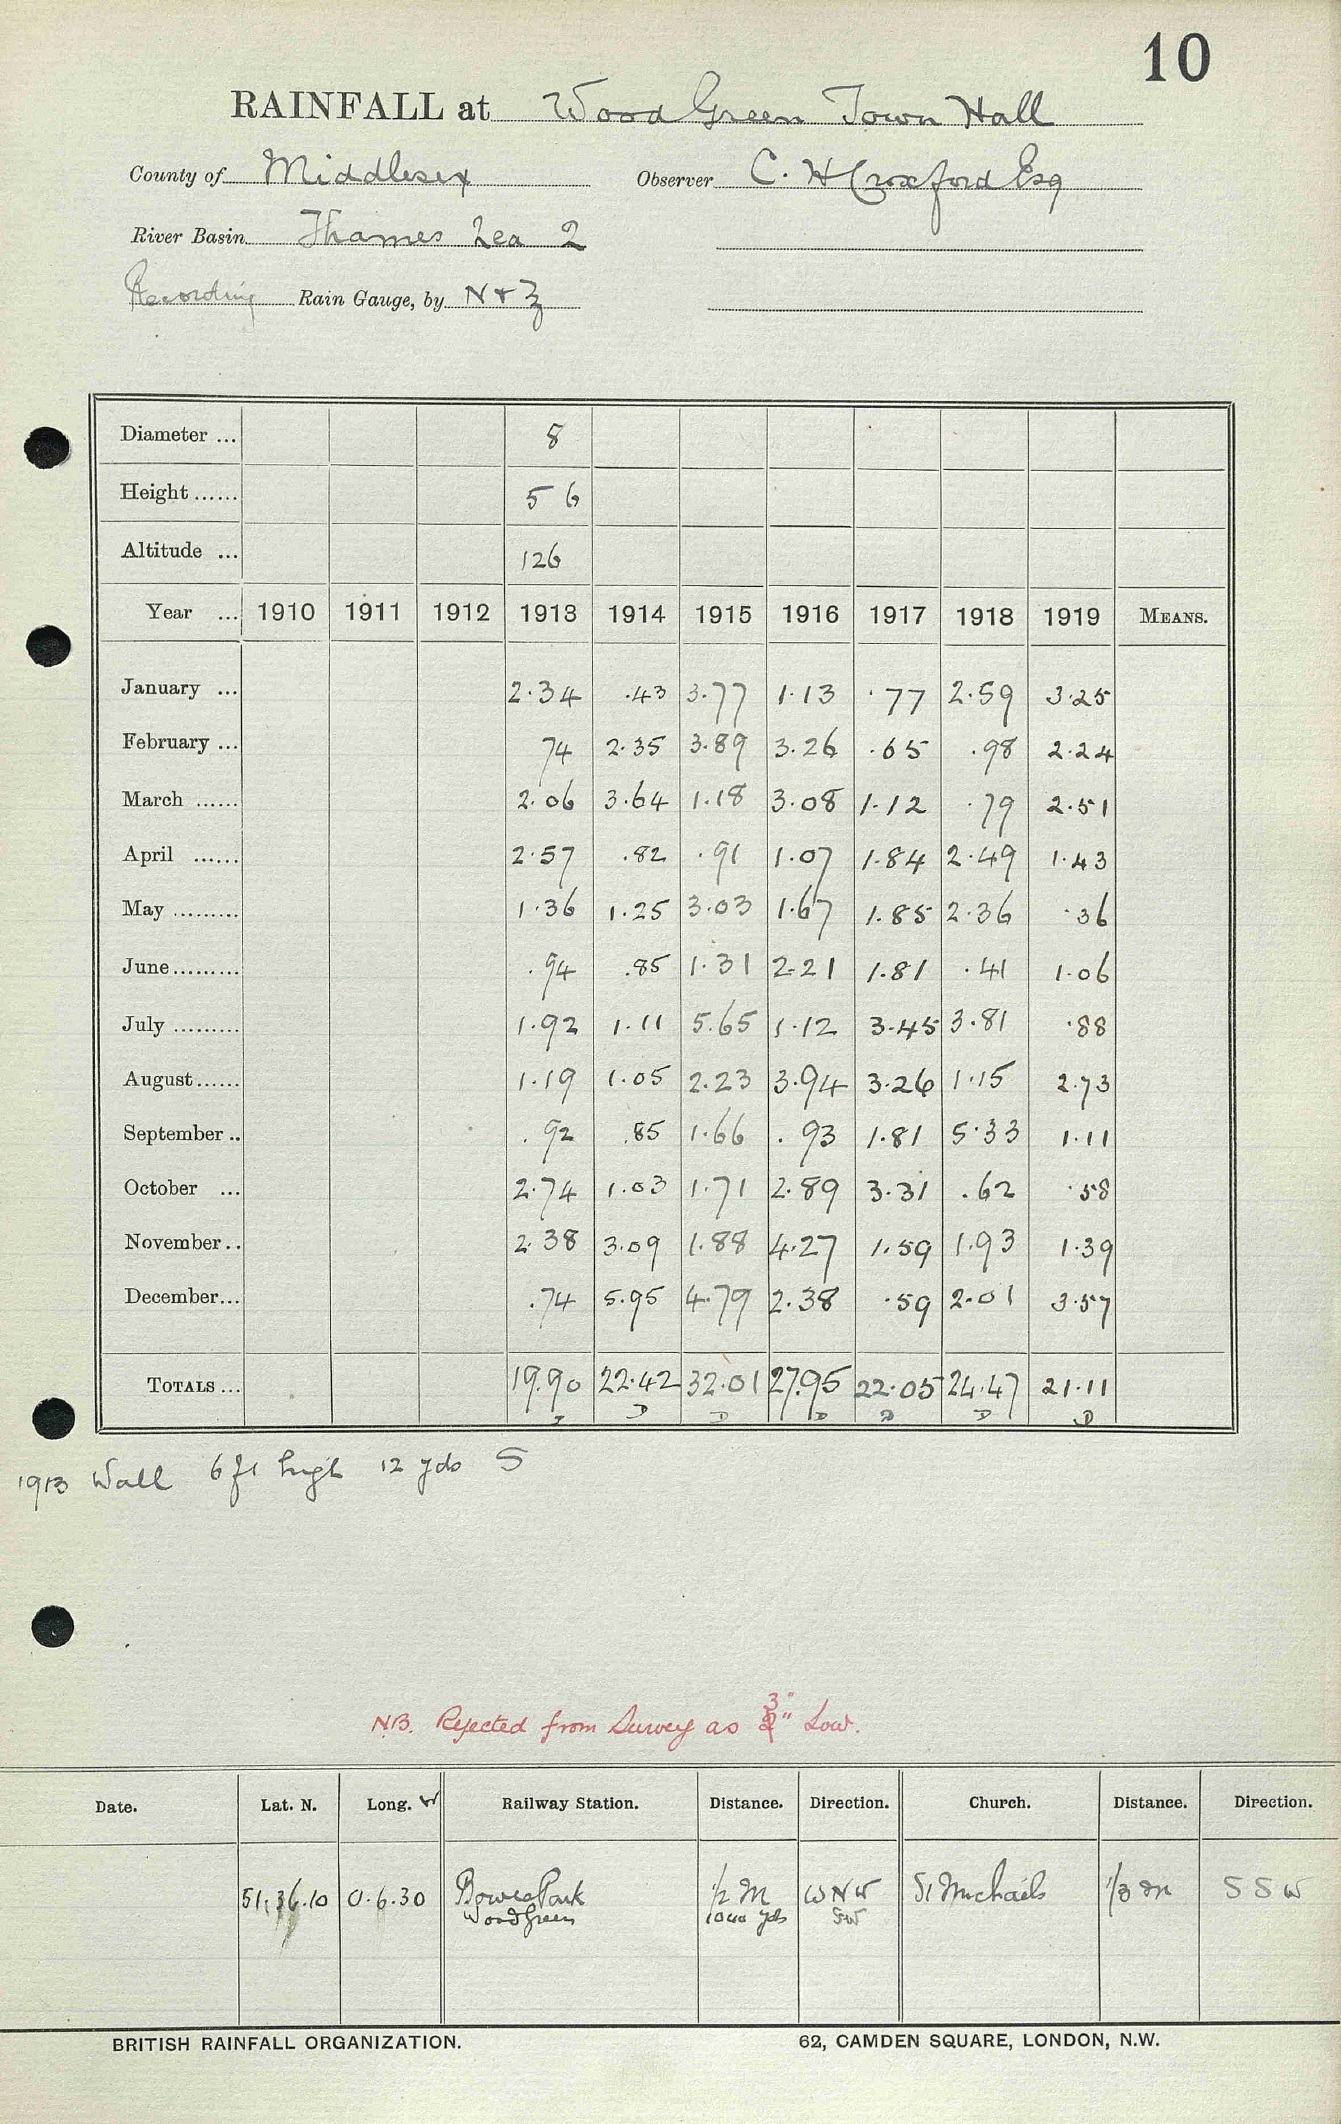 10
RAINFALL at Wood Green Town Hall
County of Middlesex Observer C. H Croxford Esq
River Basin Thames Lea 2
Recording Rain Gauge, by N + Z
Diameter ... 8
Height ...... 5 6
Altitude ... 126
Year ... 1910 1911 1912 1913 1914 1915 1916 1917 1918 1919 MEANS.
January ... 2.34 .43 3.77 1.13 .77 2.59 3.25
February ... 74 2.35 3.89 3.26 .65 .98 2.24
March ...... 2.06 3.64 1.18 3.08 1.12 .79 2.51
April ...... 2.57 .82 .91 1.07 1.84 2.49 1.43
May ......... 1.36 1.25 3.03 1.67 1.85 2.36 .36
June ......... .94 .85 1.31 2.21 1.81 .41 1.06
July ......... 1.92 1.11 5.65 1.12 3.45 3.81 .88
August ...... 1.19 1.05 2.23 3.94 3.26 1.15 2.73
September .. .92 .85 1.66 .93 1.81 5.33 1.11
October ... 2.74 1.03 1.71 2.89 3.31 .62 .58
November .. 2.38 3.09 1.88 4.27 1.59 1.93 1.39
December ... .74 5.95 4.79 2.38 .59 2.01 3.57
TOTALS ... 19.90 22.42 32.01 27.95 22.05 24.47 21.11
D D D D D D
1913 Wall 6 ft high 12 yds S
NB. Rejected from Survey as 3" Low.
Date. Lat. N. Long. W Railway Station. Distance. Direction. Church. Distance. Direction.
51.36.10 0.6.30 Bowes Park 1/2 M WNW St Michaels 1/3 m S S W
Wood Green 1000 yds SW
BRITISH RAINFALL ORGANIZATION. 62, CAMDEN SQUARE, LONDON, N.W.